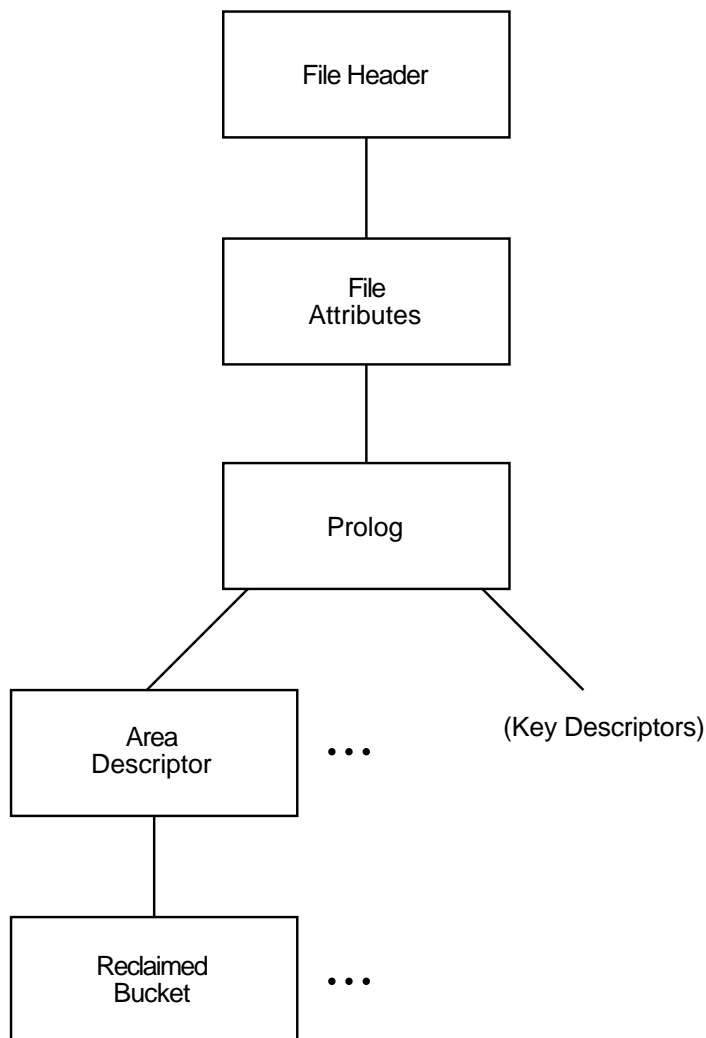 File Header
File
Attributes
Prolog
Area
Descriptor
...
(Key Descriptors)
Reclaimed
Bucket
...